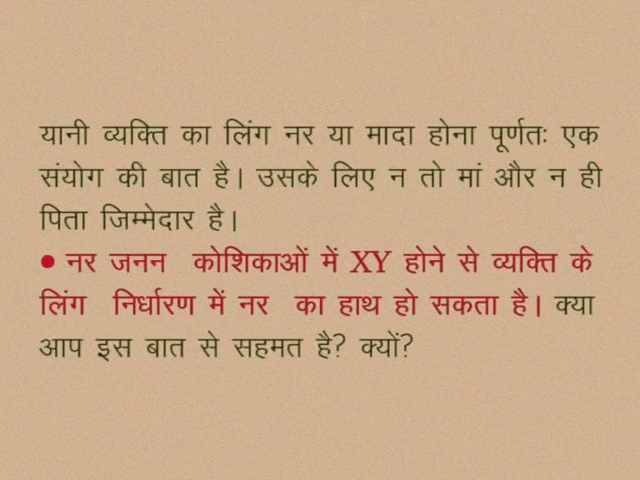 यानी व्यक्ति का लिंग नर या मादा होना पूर्णतः एक
संयोग की बात है। उसके लिए न तो मां और न ही
पिता जिम्मेदार है।
● नर जनन कोशिकाओं में XY होने से व्यक्ति के
लिंग निर्धारण में नर का हाथ हो सकता है। क्या
आप इस बात से सहमत है? क्यों?